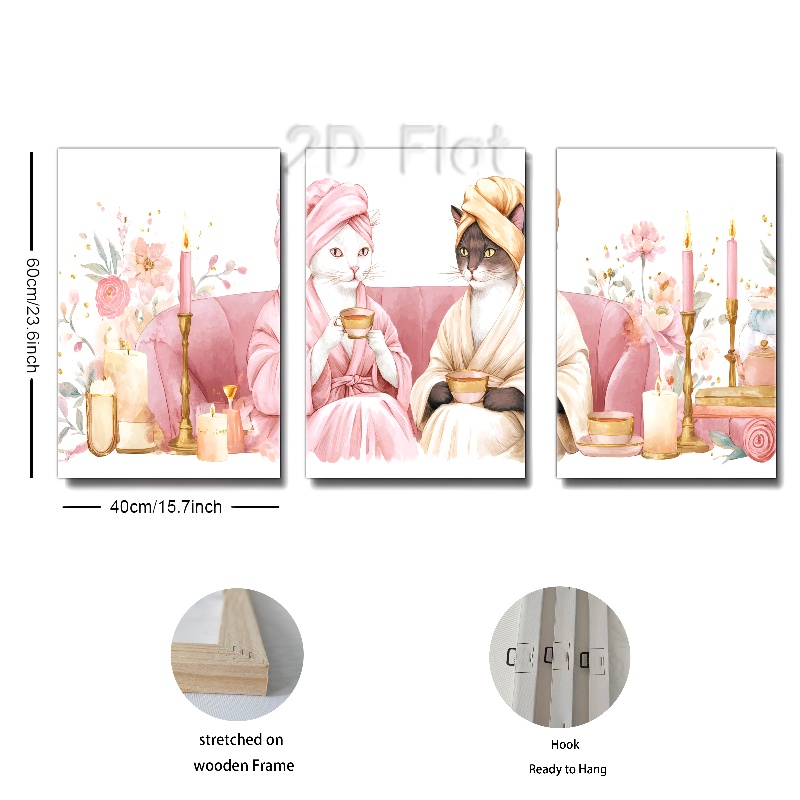 2D Flat
60cm/23.6inch
40cm/15.7inch
stretched on
wooden Frame
Hook
Ready to Hang